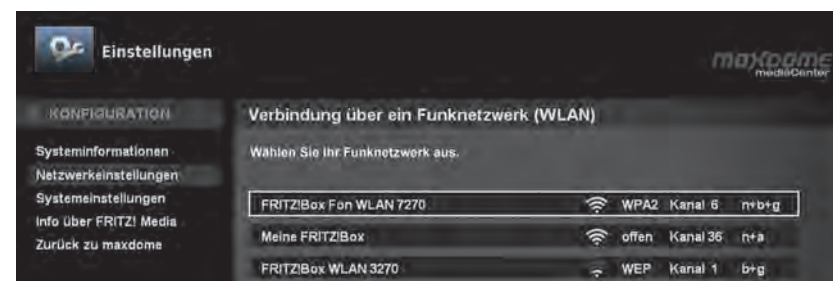 Einstellungen
maxdome
mediaCenter
KONFIGURATION
Systeminformationen
Netzwerkeinstellungen
Systemeinstellungen
Info über FRITZ! Media
Zurück zu maxdome
Verbindung über ein Funknetzwerk (WLAN)
Wählen Sie Ihr Funknetzwerk aus.
FRITZ!Box Fon WLAN 7270 WPA2 Kanal 6 n+b+g
Meine FRITZ!Box offen Kanal 36 n+a
FRITZ!Box WLAN 3270 WEP Kanal 1 b+g